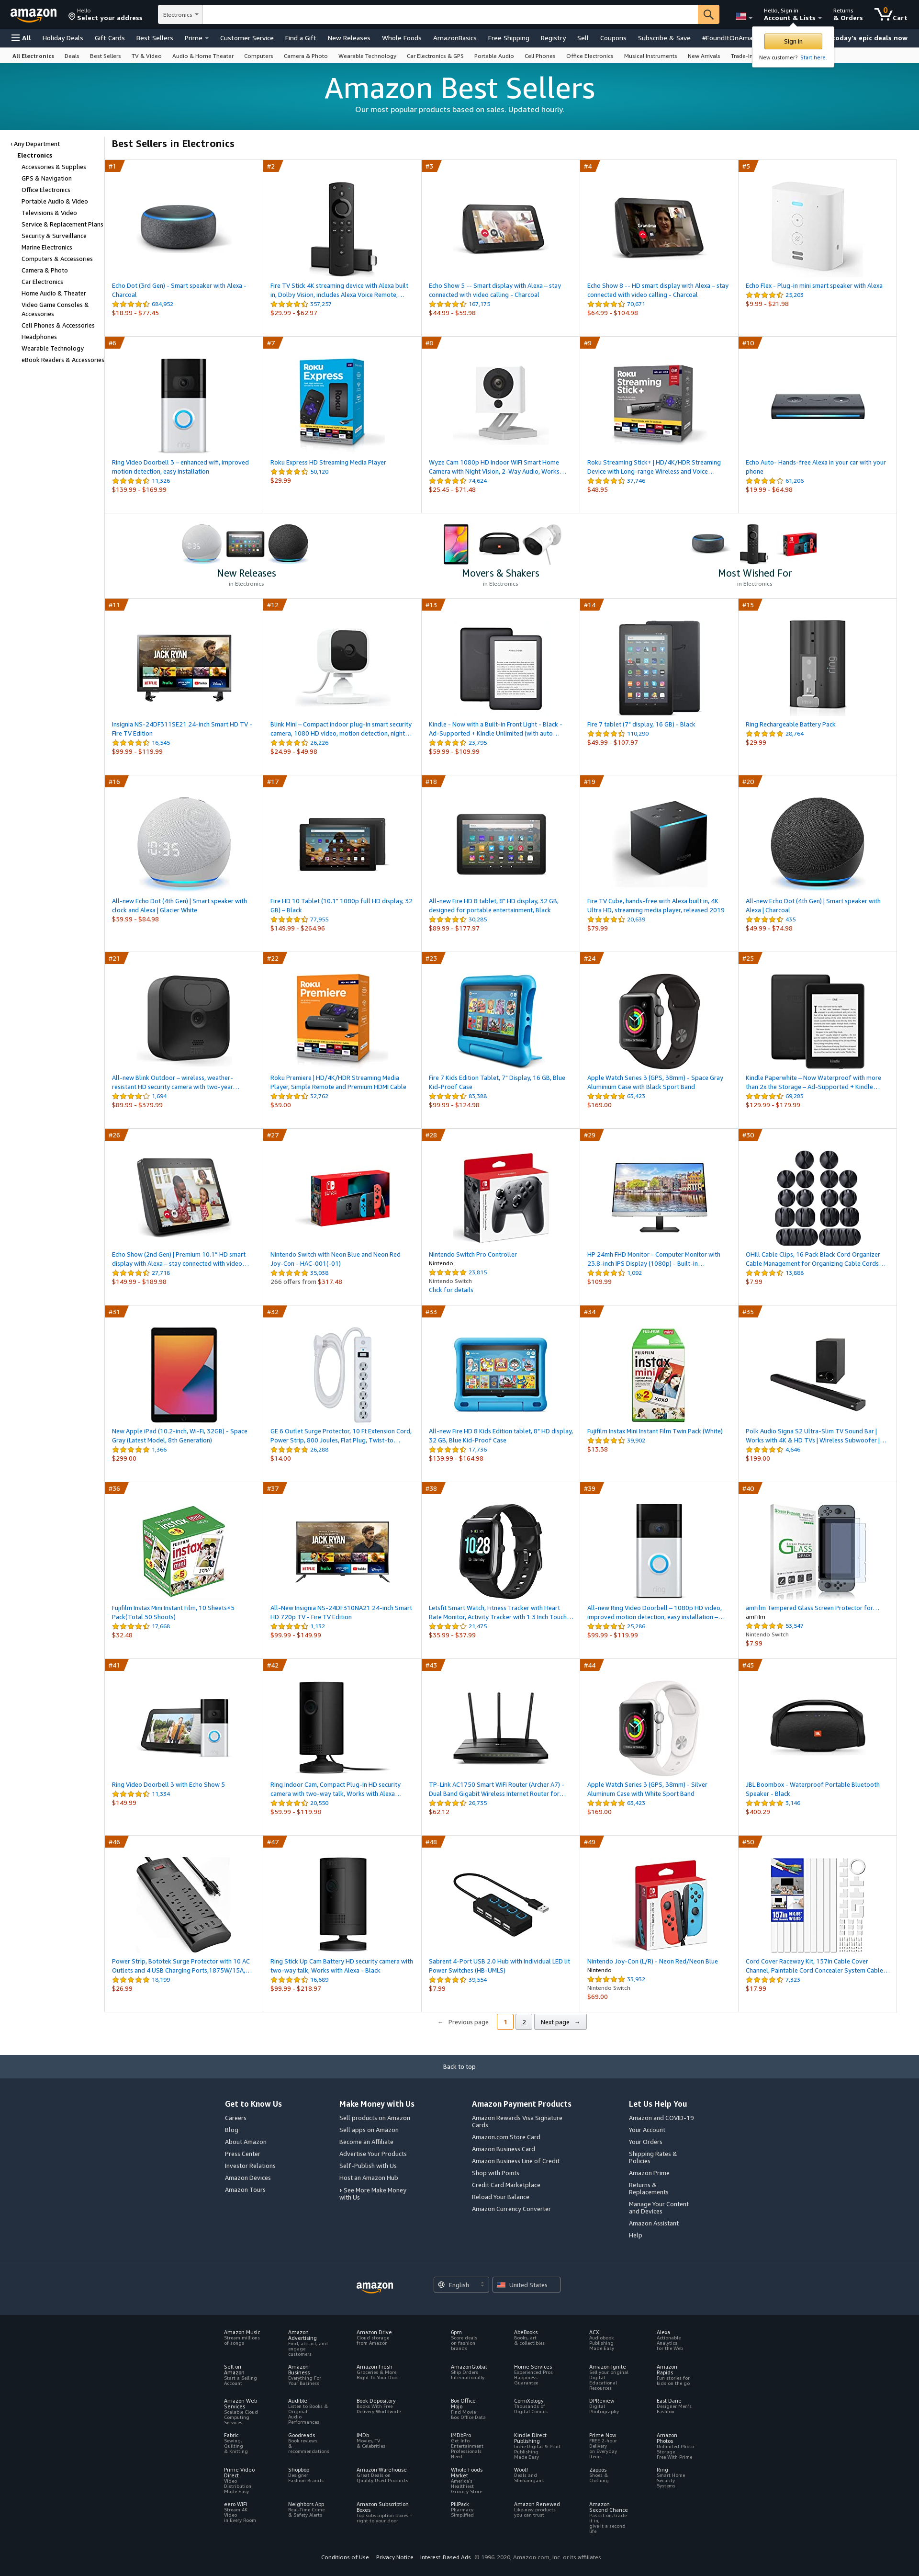 amazon
Hello
Select your address
Electronics
Hello, Sign in
Account & Lists
Returns
& Orders
0
Cart
All
Holiday Deals
Gift Cards
Best Sellers
Prime
Customer Service
Find a Gift
New Releases
Whole Foods
AmazonBasics
Free Shipping
Registry
Sell
Coupons
Subscribe & Save
#FoundItOnAma
today's epic deals now
Sign in
New customer? Start here.
All Electronics
Deals
Best Sellers
TV & Video
Audio & Home Theater
Computers
Camera & Photo
Wearable Technology
Car Electronics & GPS
Portable Audio
Cell Phones
Office Electronics
Musical Instruments
New Arrivals
Trade-In
Amazon Best Sellers
Our most popular products based on sales. Updated hourly.
‹ Any Department
Electronics
Accessories & Supplies
GPS & Navigation
Office Electronics
Portable Audio & Video
Televisions & Video
Service & Replacement Plans
Security & Surveillance
Marine Electronics
Computers & Accessories
Camera & Photo
Car Electronics
Home Audio & Theater
Video Game Consoles &
Accessories
Cell Phones & Accessories
Headphones
Wearable Technology
eBook Readers & Accessories
Best Sellers in Electronics
#1
Echo Dot (3rd Gen) - Smart speaker with Alexa -
Charcoal
684,952
$18.99 - $77.45
#2
Fire TV Stick 4K streaming device with Alexa built
in, Dolby Vision, includes Alexa Voice Remote,…
357,257
$29.99 - $62.97
#3
Echo Show 5 -- Smart display with Alexa – stay
connected with video calling - Charcoal
167,175
$44.99 - $59.98
#4
Echo Show 8 -- HD smart display with Alexa – stay
connected with video calling - Charcoal
70,671
$64.99 - $104.98
#5
Echo Flex - Plug-in mini smart speaker with Alexa
25,203
$9.99 - $21.98
#6
Ring Video Doorbell 3 – enhanced wifi, improved
motion detection, easy installation
11,326
$139.99 - $169.99
#7
Roku Express HD Streaming Media Player
50,120
$29.99
#8
Wyze Cam 1080p HD Indoor WiFi Smart Home
Camera with Night Vision, 2-Way Audio, Works…
74,624
$25.45 - $71.48
#9
Roku Streaming Stick+ | HD/4K/HDR Streaming
Device with Long-range Wireless and Voice…
37,746
$48.95
#10
Echo Auto- Hands-free Alexa in your car with your
phone
61,206
$19.99 - $64.98
New Releases
in Electronics
Movers & Shakers
in Electronics
Most Wished For
in Electronics
#11
Insignia NS-24DF311SE21 24-inch Smart HD TV -
Fire TV Edition
16,545
$99.99 - $119.99
#12
Blink Mini – Compact indoor plug-in smart security
camera, 1080 HD video, motion detection, night…
26,226
$24.99 - $49.98
#13
Kindle - Now with a Built-in Front Light - Black -
Ad-Supported + Kindle Unlimited (with auto…
23,795
$59.99 - $109.99
#14
Fire 7 tablet (7" display, 16 GB) - Black
110,290
$49.99 - $107.97
#15
Ring Rechargeable Battery Pack
28,764
$29.99
#16
All-new Echo Dot (4th Gen) | Smart speaker with
clock and Alexa | Glacier White
$59.99 - $84.98
#17
Fire HD 10 Tablet (10.1" 1080p full HD display, 32
GB) – Black
77,955
$149.99 - $264.96
#18
All-new Fire HD 8 tablet, 8" HD display, 32 GB,
designed for portable entertainment, Black
30,285
$89.99 - $177.97
#19
Fire TV Cube, hands-free with Alexa built in, 4K
Ultra HD, streaming media player, released 2019
20,639
$79.99
#20
All-new Echo Dot (4th Gen) | Smart speaker with
Alexa | Charcoal
435
$49.99 - $74.98
#21
All-new Blink Outdoor – wireless, weather-
resistant HD security camera with two-year…
1,694
$89.99 - $379.99
#22
Roku Premiere | HD/4K/HDR Streaming Media
Player, Simple Remote and Premium HDMI Cable
32,762
$39.00
#23
Fire 7 Kids Edition Tablet, 7" Display, 16 GB, Blue
Kid-Proof Case
83,388
$99.99 - $124.98
#24
Apple Watch Series 3 (GPS, 38mm) - Space Gray
Aluminium Case with Black Sport Band
63,423
$169.00
#25
Kindle Paperwhite – Now Waterproof with more
than 2x the Storage – Ad-Supported + Kindle…
69,283
$129.99 - $179.99
#26
Echo Show (2nd Gen) | Premium 10.1" HD smart
display with Alexa – stay connected with video…
27,718
$149.99 - $189.98
#27
Nintendo Switch with Neon Blue and Neon Red
Joy-Con - HAC-001(-01)
35,038
266 offers from $317.48
#28
Nintendo Switch Pro Controller
Nintendo
23,815
Nintendo Switch
Click for details
#29
HP 24mh FHD Monitor - Computer Monitor with
23.8-inch IPS Display (1080p) - Built-in…
1,092
$109.99
#30
OHill Cable Clips, 16 Pack Black Cord Organizer
Cable Management for Organizing Cable Cords…
13,888
$7.99
#31
New Apple iPad (10.2-inch, Wi-Fi, 32GB) - Space
Gray (Latest Model, 8th Generation)
1,366
$299.00
#32
GE 6 Outlet Surge Protector, 10 Ft Extension Cord,
Power Strip, 800 Joules, Flat Plug, Twist-to…
26,288
$14.00
#33
All-new Fire HD 8 Kids Edition tablet, 8" HD display,
32 GB, Blue Kid-Proof Case
17,736
$139.99 - $164.98
#34
Fujifilm Instax Mini Instant Film Twin Pack (White)
39,902
$13.38
#35
Polk Audio Signa S2 Ultra-Slim TV Sound Bar |
Works with 4K & HD TVs | Wireless Subwoofer |…
4,646
$199.00
#36
Fujifilm Instax Mini Instant Film, 10 Sheets×5
Pack(Total 50 Shoots)
17,668
$32.48
#37
All-New Insignia NS-24DF310NA21 24-inch Smart
HD 720p TV - Fire TV Edition
1,132
$99.99 - $149.99
#38
Letsfit Smart Watch, Fitness Tracker with Heart
Rate Monitor, Activity Tracker with 1.3 Inch Touch…
21,475
$35.99 - $37.99
#39
All-new Ring Video Doorbell – 1080p HD video,
improved motion detection, easy installation –…
25,266
$99.99 - $119.99
#40
amFilm Tempered Glass Screen Protector for…
amFilm
53,547
Nintendo Switch
$7.99
#41
Ring Video Doorbell 3 with Echo Show 5
11,334
$149.99
#42
Ring Indoor Cam, Compact Plug-In HD security
camera with two-way talk, Works with Alexa…
20,550
$59.99 - $119.98
#43
TP-Link AC1750 Smart WiFi Router (Archer A7) -
Dual Band Gigabit Wireless Internet Router for…
26,735
$62.12
#44
Apple Watch Series 3 (GPS, 38mm) - Silver
Aluminum Case with White Sport Band
63,423
$169.00
#45
JBL Boombox - Waterproof Portable Bluetooth
Speaker - Black
3,146
$400.29
#46
Power Strip, Bototek Surge Protector with 10 AC
Outlets and 4 USB Charging Ports,1875W/15A,…
18,199
$26.99
#47
Ring Stick Up Cam Battery HD security camera with
two-way talk, Works with Alexa - Black
16,689
$99.99 - $218.97
#48
Sabrent 4-Port USB 2.0 Hub with Individual LED lit
Power Switches (HB-UMLS)
39,554
$7.99
#49
Nintendo Joy-Con (L/R) - Neon Red/Neon Blue
Nintendo
13,932
Nintendo Switch
$69.00
#50
Cord Cover Raceway Kit, 157in Cable Cover
Channel, Paintable Cord Concealer System Cable…
7,323
$17.99
← Previous page
1
2
Next page →
Back to top
Get to Know Us
Careers
Blog
About Amazon
Press Center
Investor Relations
Amazon Devices
Amazon Tours
Make Money with Us
Sell products on Amazon
Sell apps on Amazon
Become an Affiliate
Advertise Your Products
Self-Publish with Us
Host an Amazon Hub
› See More Make Money
with Us
Amazon Payment Products
Amazon Rewards Visa Signature
Cards
Amazon.com Store Card
Amazon Business Card
Amazon Business Line of Credit
Shop with Points
Credit Card Marketplace
Reload Your Balance
Amazon Currency Converter
Let Us Help You
Amazon and COVID-19
Your Account
Your Orders
Shipping Rates &
Policies
Amazon Prime
Returns &
Replacements
Manage Your Content
and Devices
Amazon Assistant
Help
amazon
English
United States
Amazon Music
Stream millions
of songs
Amazon
Advertising
Find, attract, and
engage
customers
Amazon Drive
Cloud storage
from Amazon
6pm
Score deals
on fashion
brands
AbeBooks
Books, art
& collectibles
ACX
Audiobook
Publishing
Made Easy
Alexa
Actionable
Analytics
for the Web
Sell on
Amazon
Start a Selling
Account
Amazon
Business
Everything For
Your Business
Amazon Fresh
Groceries & More
Right To Your Door
AmazonGlobal
Ship Orders
Internationally
Home Services
Experienced Pros
Happiness
Guarantee
Amazon Ignite
Sell your original
Digital
Educational
Resources
Amazon
Rapids
Fun stories for
kids on the go
Amazon Web
Services
Scalable Cloud
Computing
Services
Audible
Listen to Books &
Original
Audio
Performances
Book Depository
Books With Free
Delivery Worldwide
Box Office
Mojo
Find Movie
Box Office Data
ComiXology
Thousands of
Digital Comics
DPReview
Digital
Photography
East Dane
Designer Men's
Fashion
Fabric
Sewing,
Quilting
& Knitting
Goodreads
Book reviews
&
recommendations
IMDb
Movies, TV
& Celebrities
IMDbPro
Get Info
Entertainment
Professionals
Need
Kindle Direct
Publishing
Indie Digital & Print
Publishing
Made Easy
Prime Now
FREE 2-hour
Delivery
on Everyday
Items
Amazon
Photos
Unlimited Photo
Storage
Free With Prime
Prime Video
Direct
Video
Distribution
Made Easy
Shopbop
Designer
Fashion Brands
Amazon Warehouse
Great Deals on
Quality Used Products
Whole Foods
Market
America's
Healthiest
Grocery Store
Woot!
Deals and
Shenanigans
Zappos
Shoes &
Clothing
Ring
Smart Home
Security
Systems
eero WiFi
Stream 4K
Video
in Every Room
Neighbors App
Real-Time Crime
& Safety Alerts
Amazon Subscription
Boxes
Top subscription boxes –
right to your door
PillPack
Pharmacy
Simplified
Amazon Renewed
Like-new products
you can trust
Amazon
Second Chance
Pass it on, trade
it in,
give it a second
life
Conditions of Use
Privacy Notice
Interest-Based Ads
© 1996-2020, Amazon.com, Inc. or its affiliates